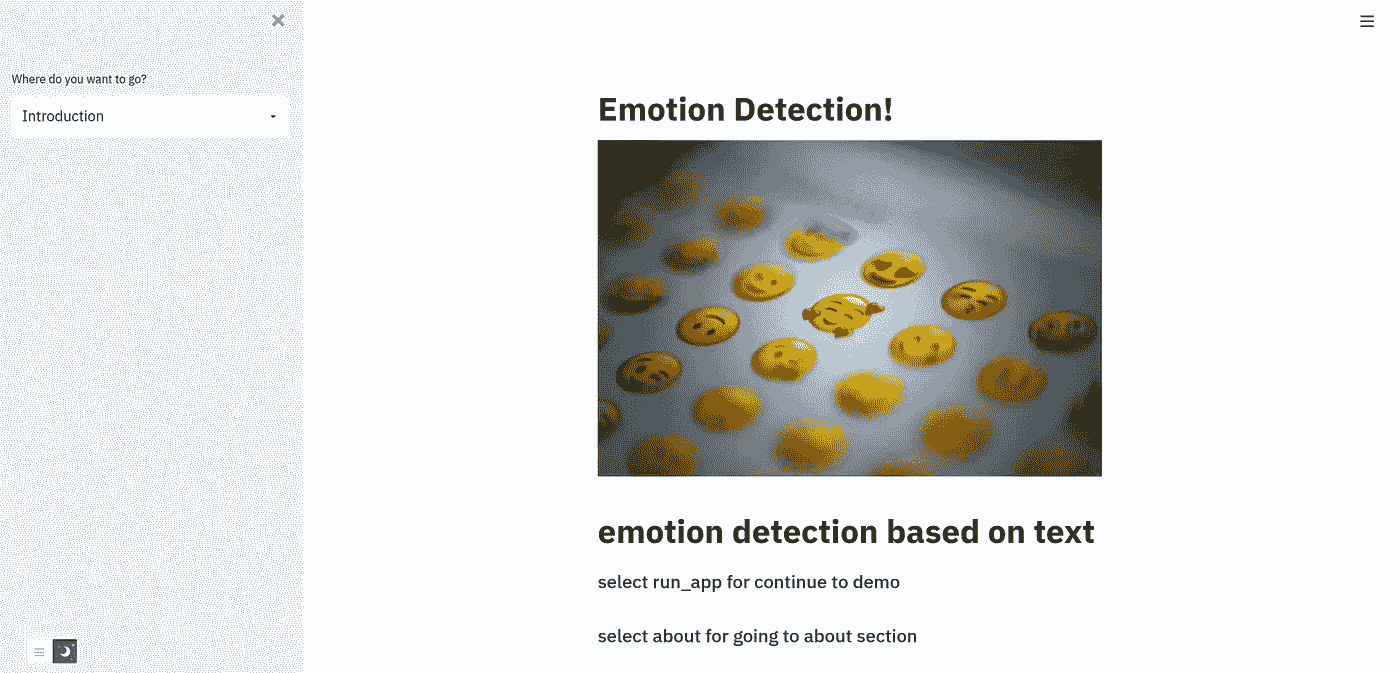 Where do you want to go?
Introduction
Emotion Detection!
emotion detection based on text
select run_app for continue to demo
select about for going to about section